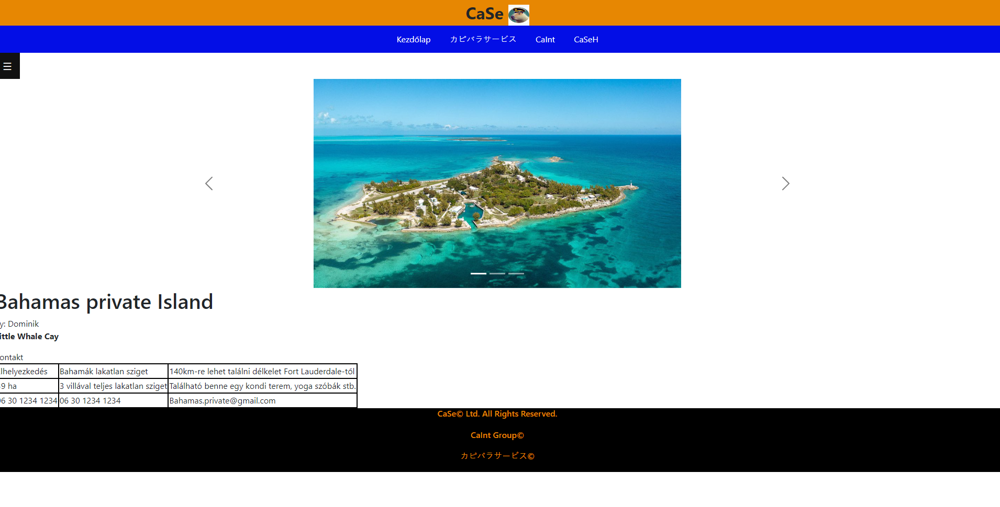 CaSe
Kezdőlap カピバラサービス CaInt CaSeH
☰
Bahamas private Island
y: Dominik
ittle Whale Cay
ontakt
lhelyezkedés Bahamák lakatlan sziget 140km-re lehet találni délkelet Fort Lauderdale-től
9 ha 3 villával teljes lakatlan sziget Található benne egy kondi terem, yoga szóbák stb.
06 30 1234 1234 06 30 1234 1234 Bahamas.private@gmail.com
CaSe© Ltd. All Rights Reserved.
CaInt Group©
カピバラサービス©